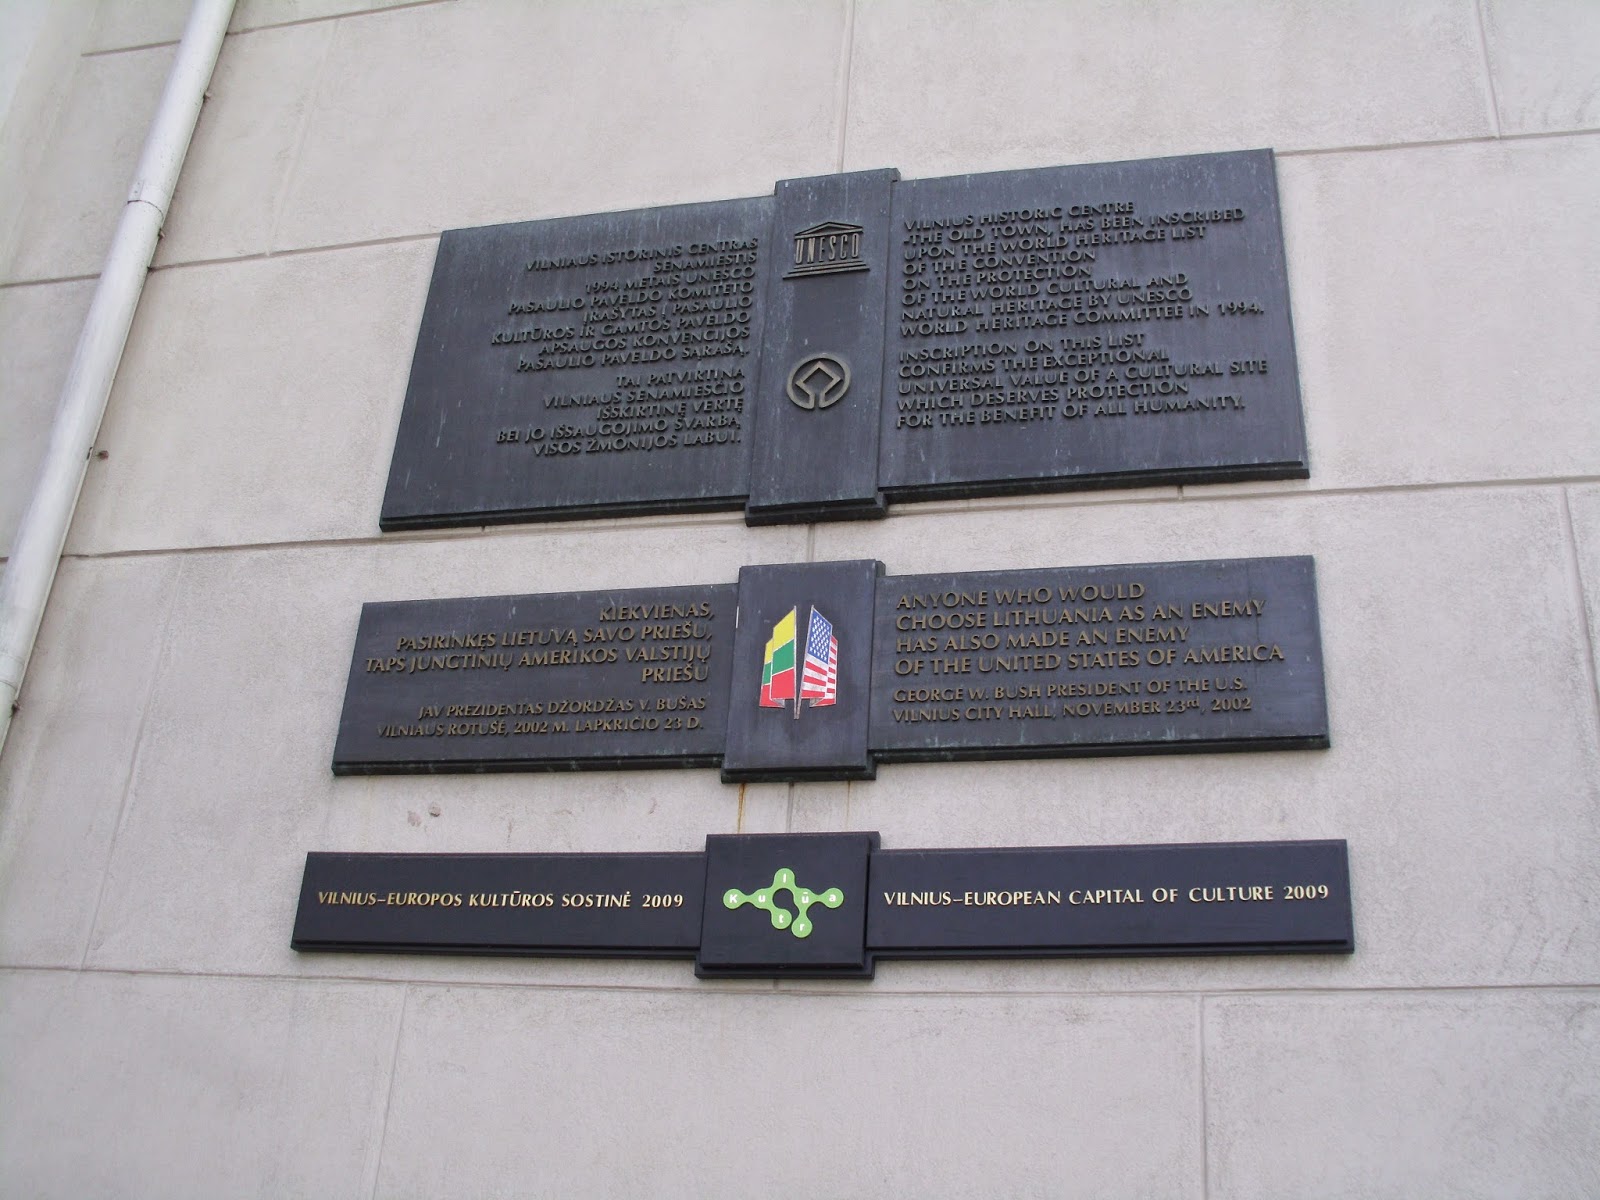 VILNIAUS ISTORINIS CENTRAS
SENAMIESTIS
1994 METAIS UNESCO
PASAULIO PAVELDO KOMITETO
ĮRAŠYTAS Į PASAULIO
KULTŪROS IR GAMTOS PAVELDO
APSAUGOS KONVENCIJOS
PASAULIO PAVELDO SĄRAŠĄ.
TAI PATVIRTINA
VILNIAUS SENAMIESČIO
IŠSKIRTINĘ VERTĘ
BEI JO IŠSAUGOJIMO SVARBĄ
VISOS ŽMONIJOS LABUI.
UNESCO
VILNIUS HISTORIC CENTRE
-THE OLD TOWN, HAS BEEN INSCRIBED
UPON THE WORLD HERITAGE LIST
OF THE CONVENTION
ON THE PROTECTION
OF THE WORLD CULTURAL AND
NATURAL HERITAGE BY UNESCO
WORLD HERITAGE COMMITTEE IN 1994.
INSCRIPTION ON THIS LIST
CONFIRMS THE EXCEPTIONAL
UNIVERSAL VALUE OF A CULTURAL SITE
WHICH DESERVES PROTECTION
FOR THE BENEFIT OF ALL HUMANITY.
KIEKVIENAS,
PASIRINKĘS LIETUVĄ SAVO PRIEŠU,
TAPS JUNGTINIŲ AMERIKOS VALSTIJŲ
PRIEŠU
JAV PREZIDENTAS DŽORDŽAS V. BUŠAS
VILNIAUS ROTUŠĖ, 2002 M. LAPKRIČIO 23 D.
ANYONE WHO WOULD
CHOOSE LITHUANIA AS AN ENEMY
HAS ALSO MADE AN ENEMY
OF THE UNITED STATES OF AMERICA
GEORGE W. BUSH PRESIDENT OF THE U.S.
VILNIUS CITY HALL, NOVEMBER 23rd, 2002
VILNIUS–EUROPOS KULTŪROS SOSTINĖ 2009
Kultūra
VILNIUS–EUROPEAN CAPITAL OF CULTURE 2009